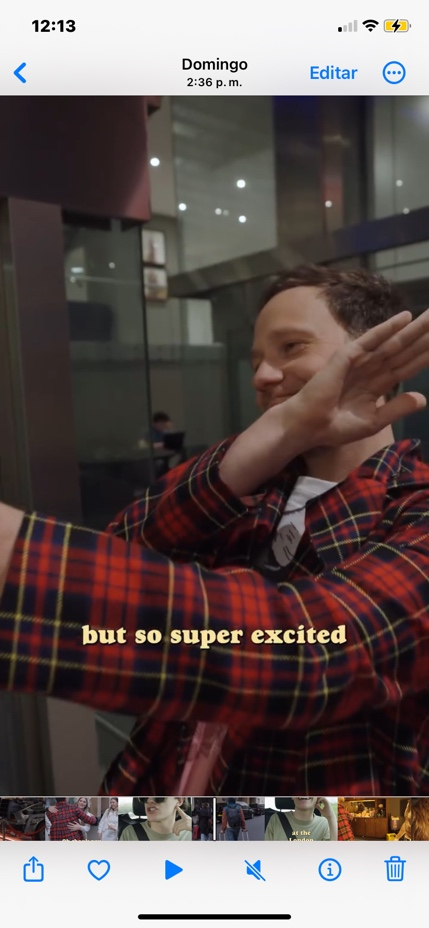 12:13
Domingo
2:36 p. m.
Editar
but so super excited
at the
London